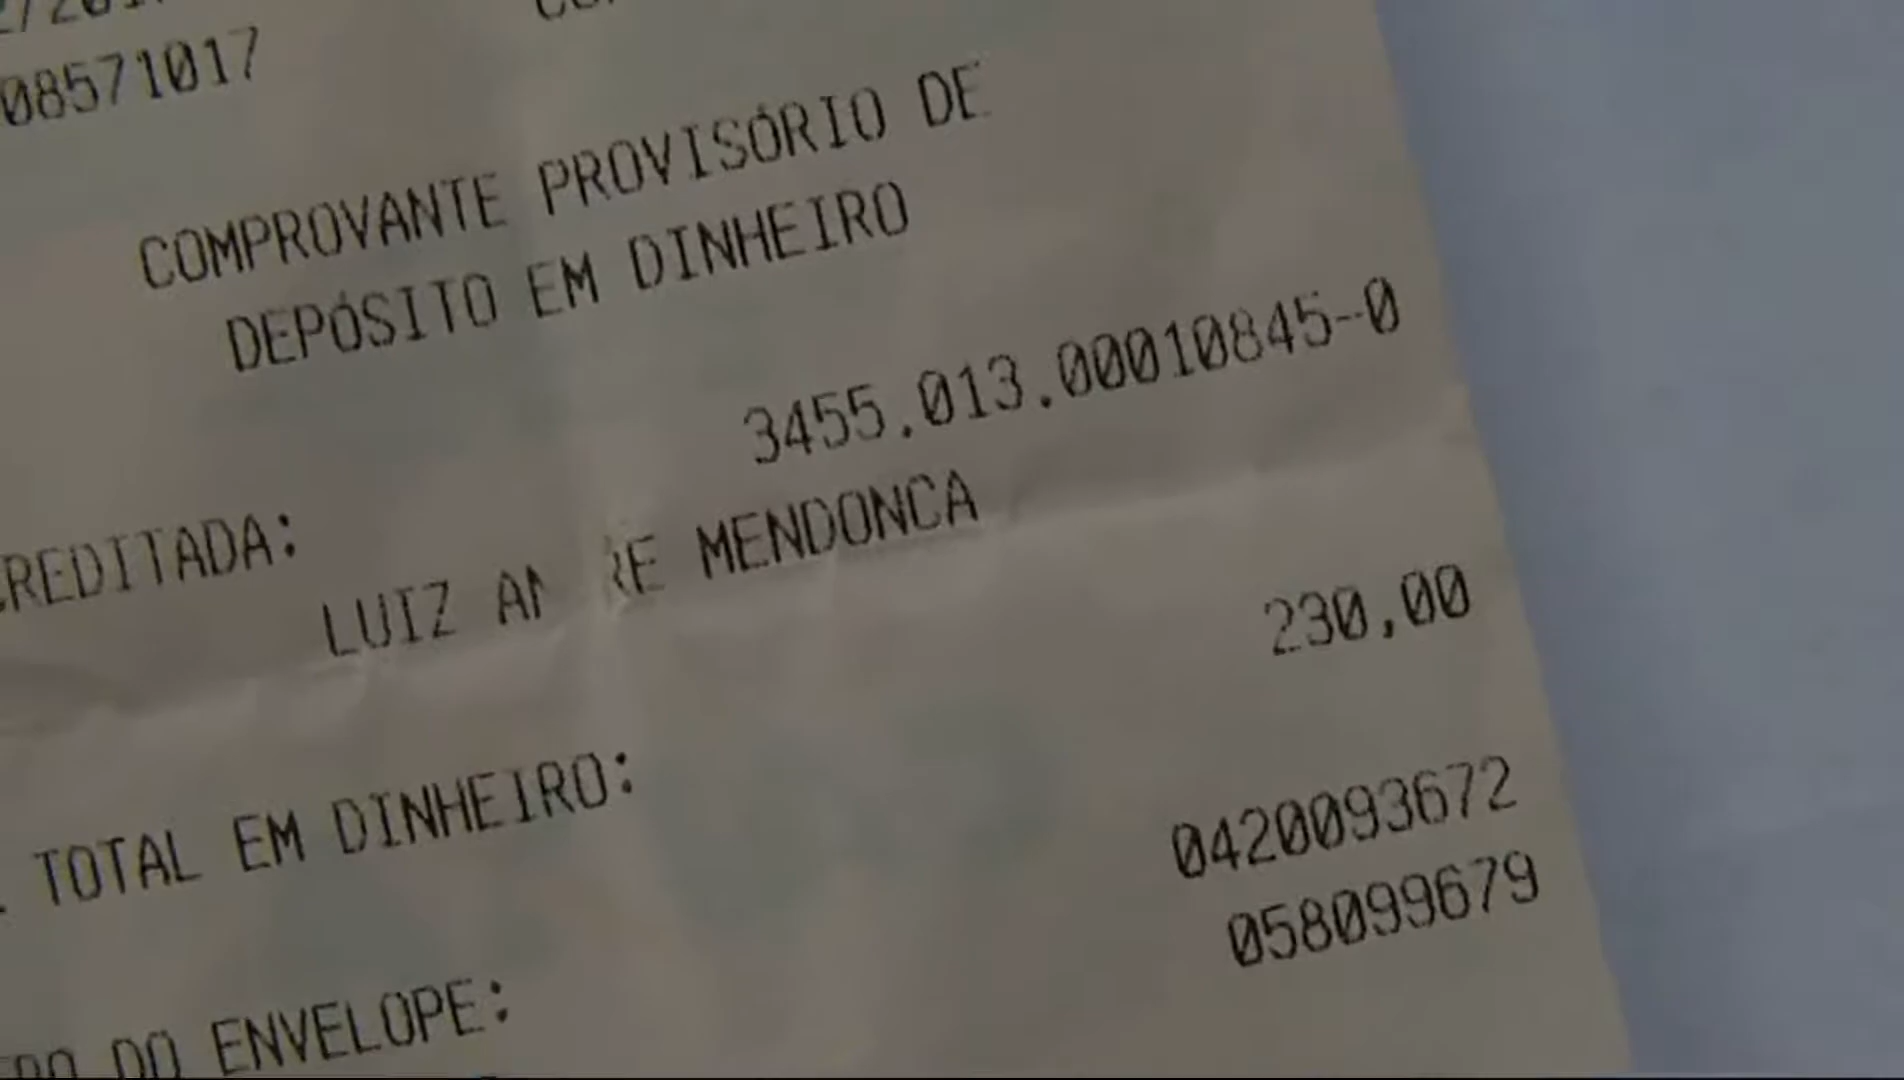 08571017
COMPROVANTE PROVISÓRIO DE
DEPÓSITO EM DINHEIRO
3455.013.00010845-0
REDITADA:
LUIZ AN RE MENDONCA
230,00
TOTAL EM DINHEIRO:
0420093672
058099679
DO ENVELOPE: